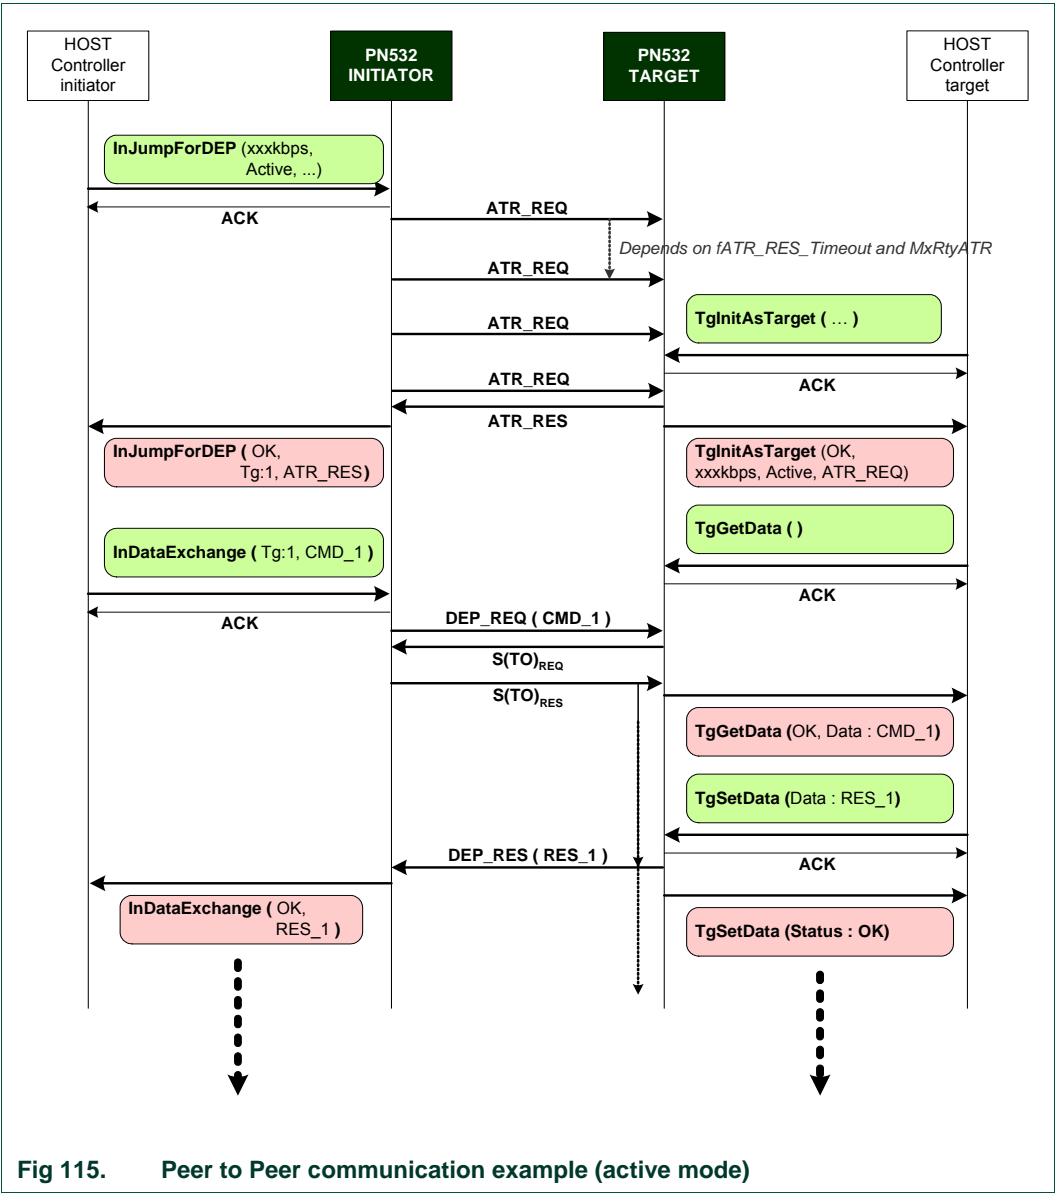 HOST
Controller
initiator
PN532
INITIATOR
PN532
TARGET
HOST
Controller
target
InJumpForDEP (xxxkbps,
Active, ...)
ACK
ATR_REQ
Depends on fATR_RES_Timeout and MxRtyATR
ATR_REQ
ATR_REQ
TgInitAsTarget ( … )
ACK
ATR_REQ
ATR_RES
InJumpForDEP ( OK,
Tg:1, ATR_RES)
TgInitAsTarget (OK,
xxxkbps, Active, ATR_REQ)
TgGetData ( )
ACK
InDataExchange ( Tg:1, CMD_1 )
ACK
DEP_REQ ( CMD_1 )
S(TO)REQ
S(TO)RES
TgGetData (OK, Data : CMD_1)
TgSetData (Data : RES_1)
ACK
DEP_RES ( RES_1 )
InDataExchange ( OK,
RES_1 )
TgSetData (Status : OK)
Fig 115. Peer to Peer communication example (active mode)